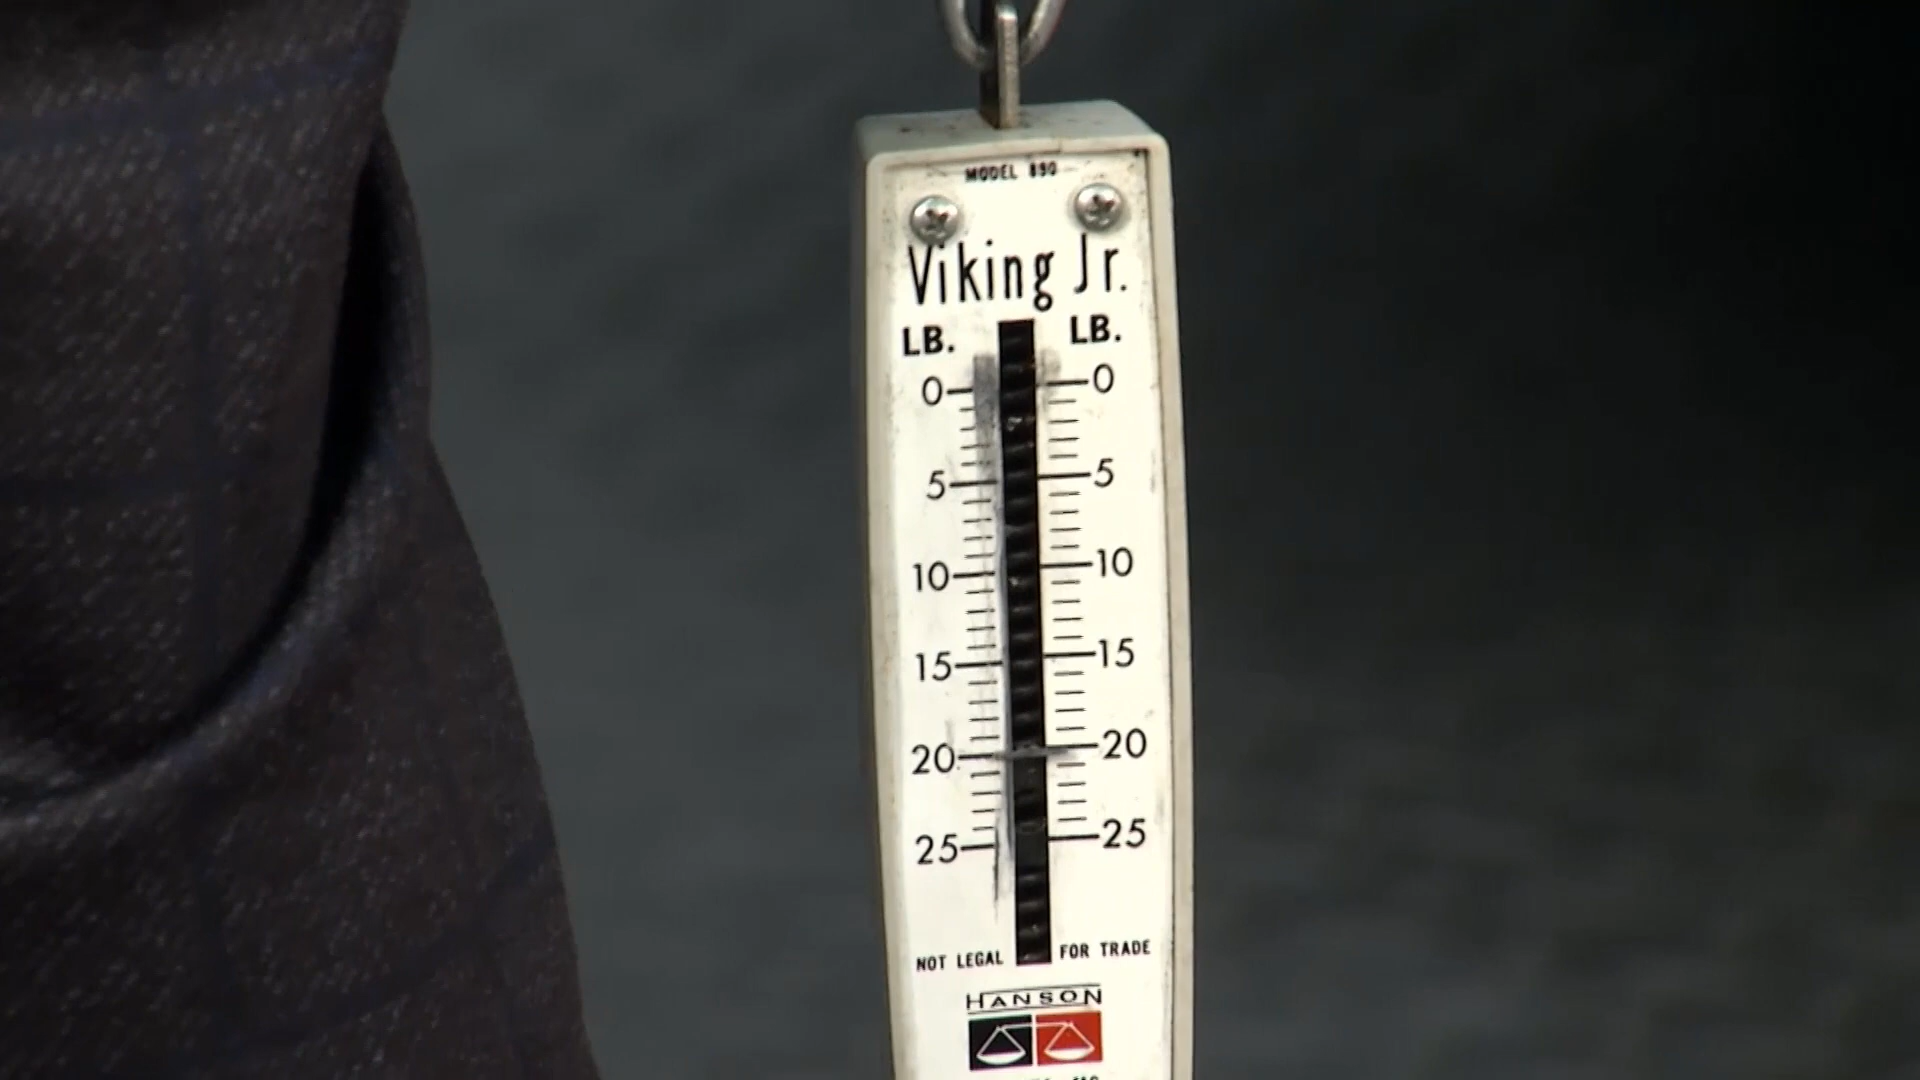 MODEL 890
Viking Jr.
LB. LB.
0 0
5 5
10 10
15 15
20 20
25 25
NOT LEGAL FOR TRADE
HANSON